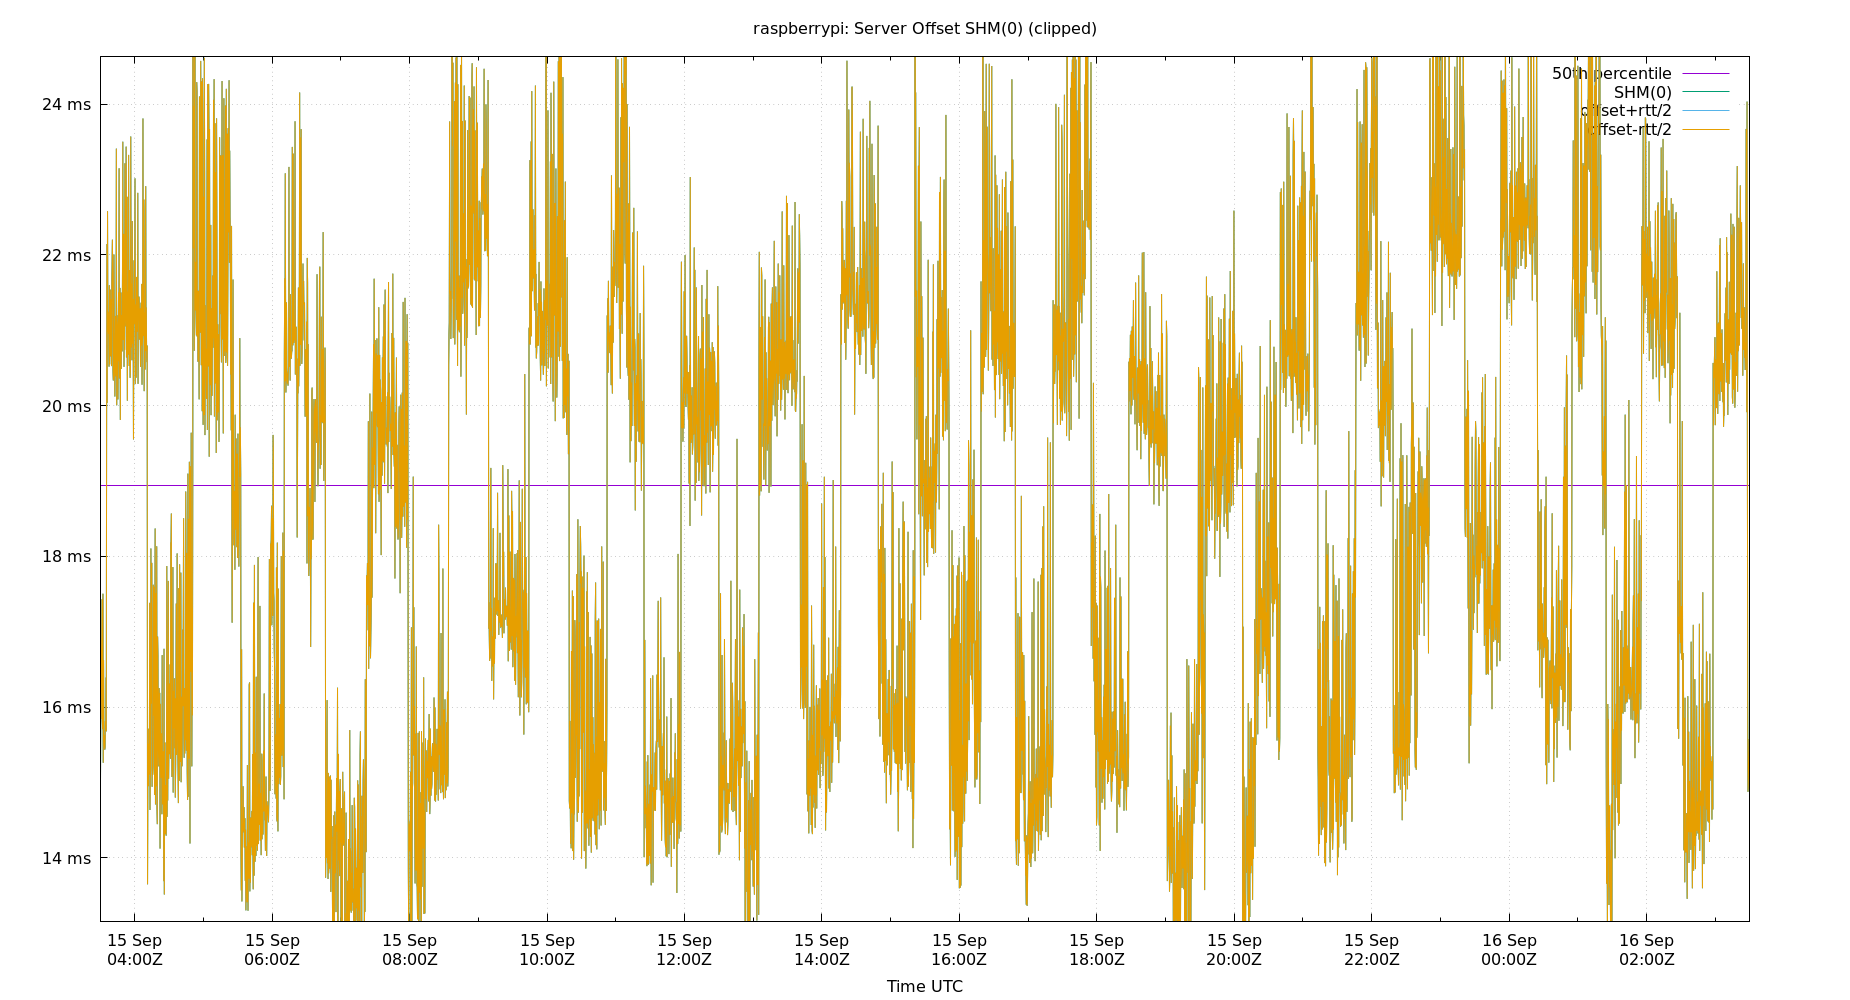 raspberrypi: Server Offset SHM(0) (clipped)
50th percentile
SHM(0)
offset+rtt/2
offset-rtt/2
24 ms
22 ms
20 ms
18 ms
16 ms
14 ms
15 Sep 15 Sep 15 Sep 15 Sep 15 Sep 15 Sep 15 Sep 15 Sep 15 Sep 15 Sep 16 Sep 16 Sep
04:00Z 06:00Z 08:00Z 10:00Z 12:00Z 14:00Z 16:00Z 18:00Z 20:00Z 22:00Z 00:00Z 02:00Z
Time UTC